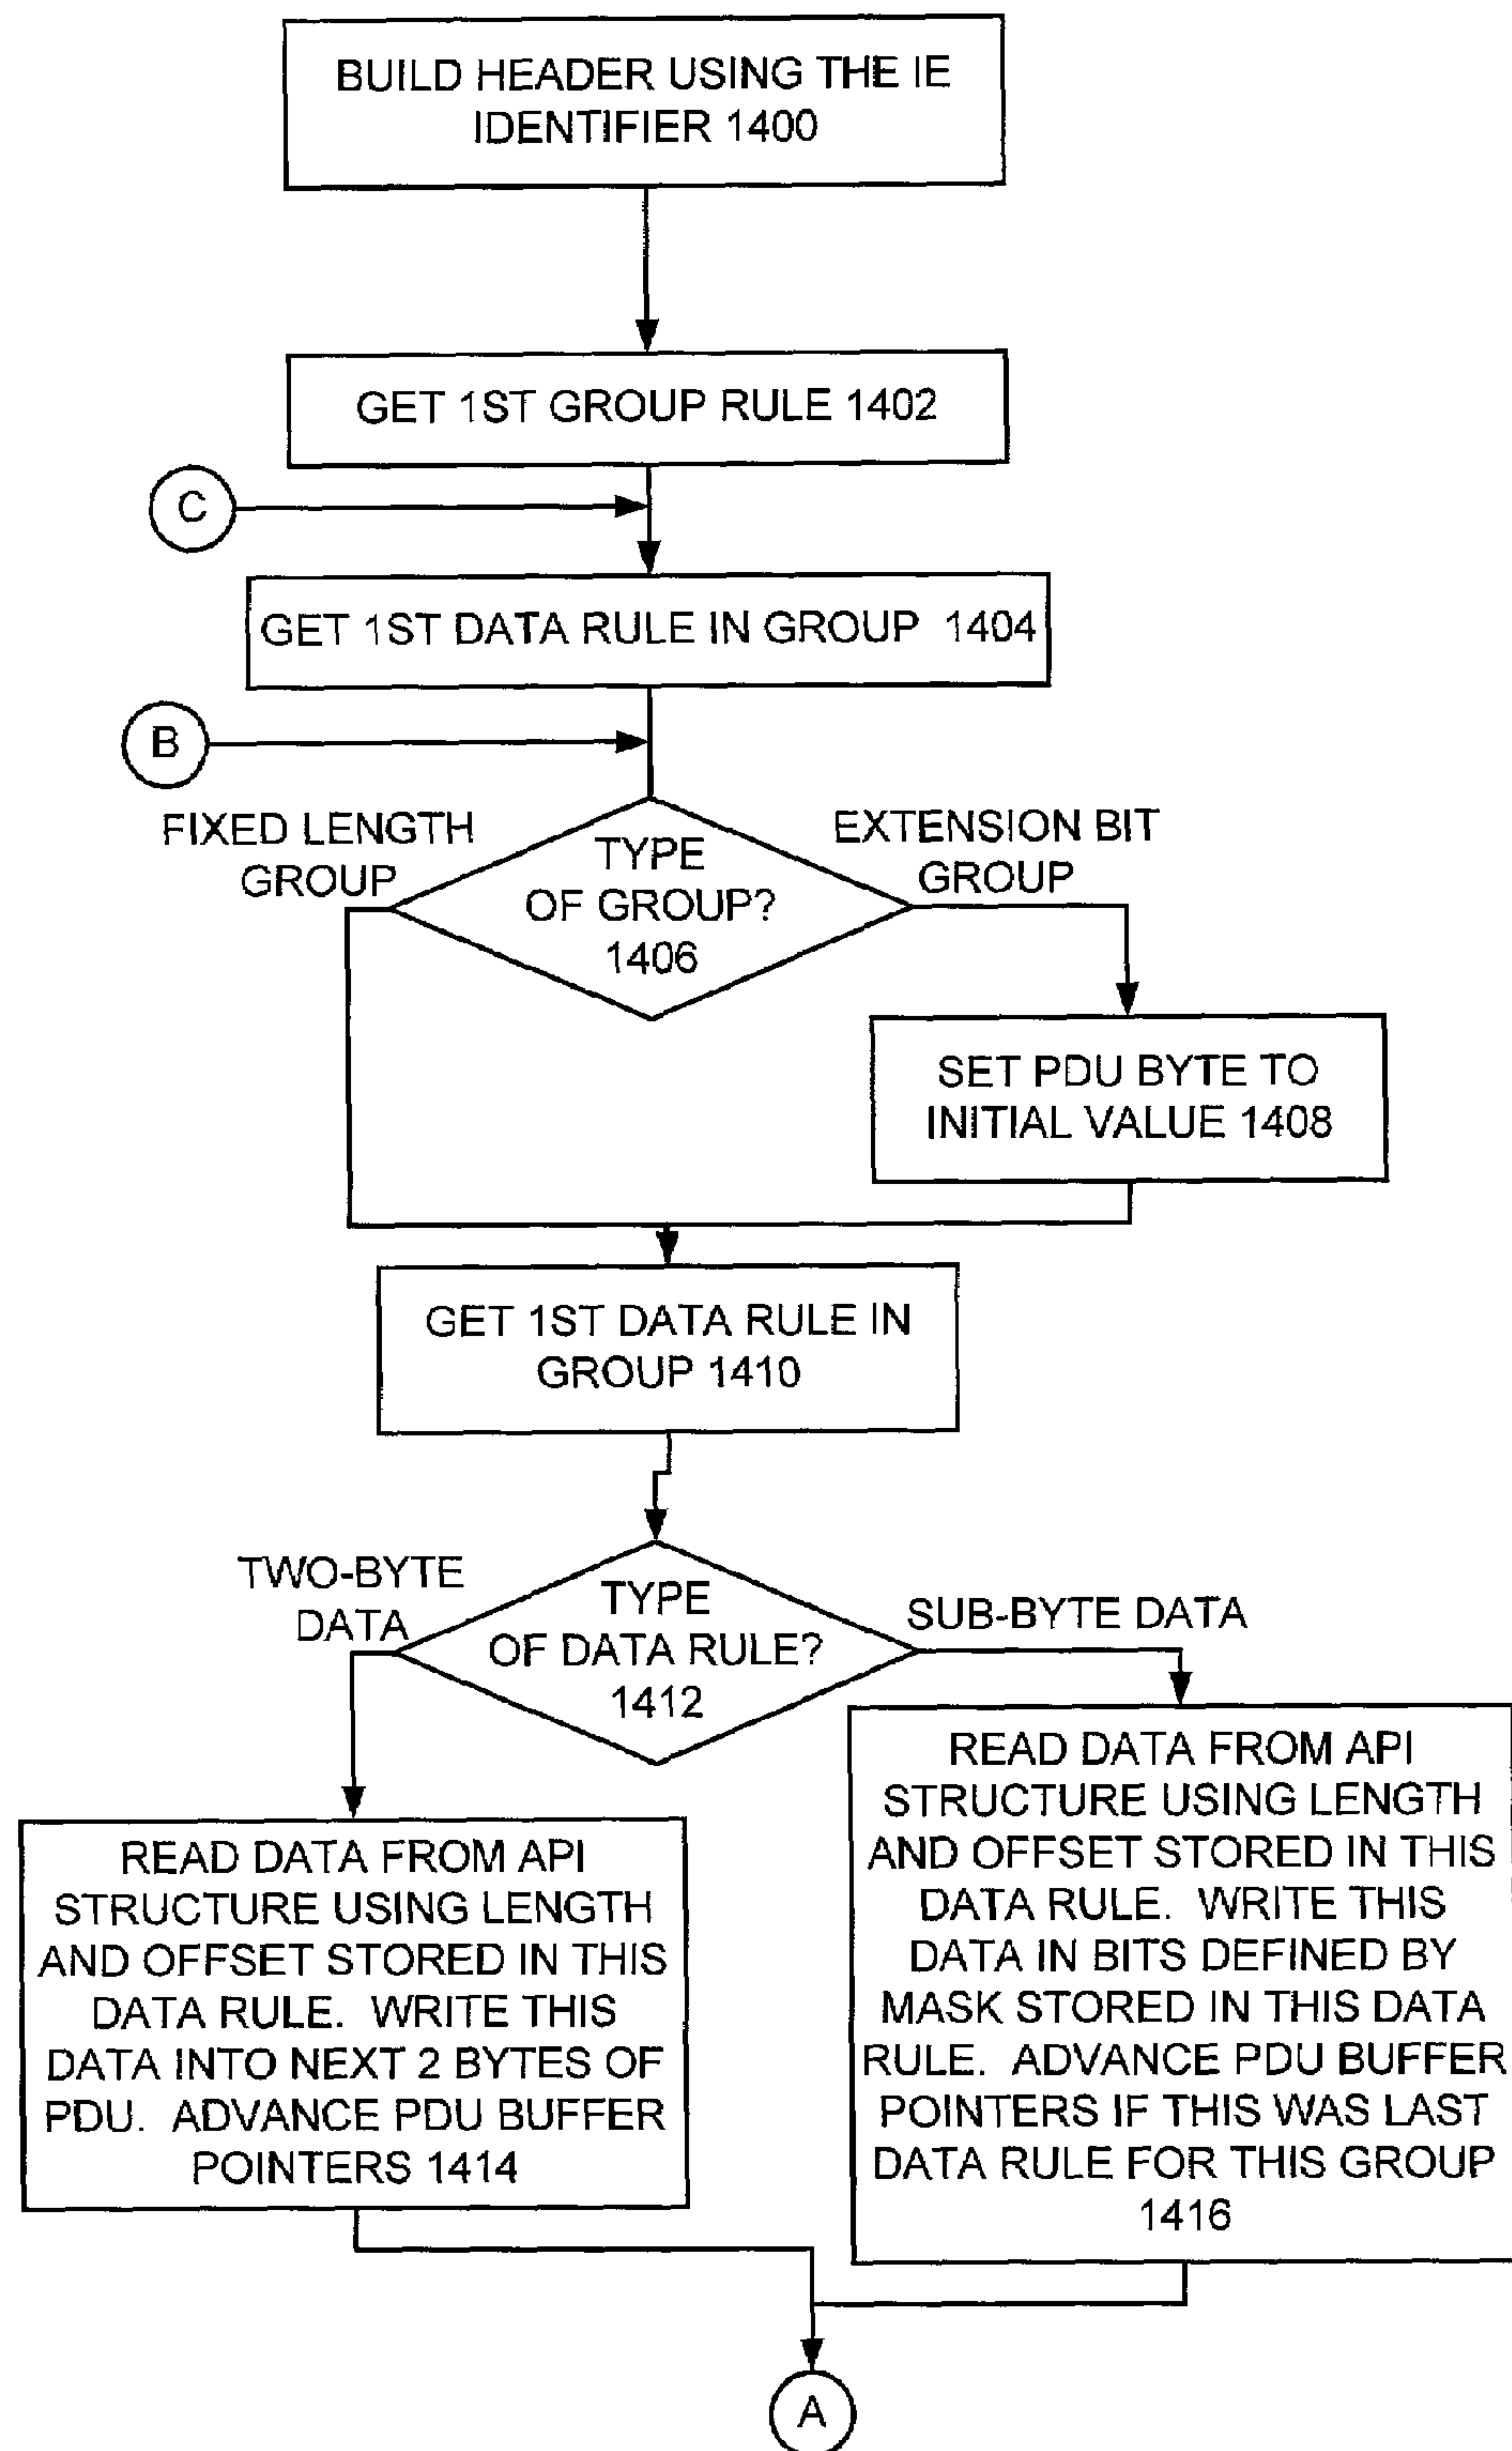 BUILD HEADER USING THE IE
IDENTIFIER 1400
GET 1ST GROUP RULE 1402
C
GET 1ST DATA RULE IN GROUP 1404
B
FIXED LENGTH
GROUP
TYPE
OF GROUP?
1406
EXTENSION BIT
GROUP
SET PDU BYTE TO
INITIAL VALUE 1408
GET 1ST DATA RULE IN
GROUP 1410
TWO-BYTE
DATA
TYPE
OF DATA RULE?
1412
SUB-BYTE DATA
READ DATA FROM API
STRUCTURE USING LENGTH
AND OFFSET STORED IN THIS
DATA RULE. WRITE THIS
DATA INTO NEXT 2 BYTES OF
PDU. ADVANCE PDU BUFFER
POINTERS 1414
READ DATA FROM API
STRUCTURE USING LENGTH
AND OFFSET STORED IN THIS
DATA RULE. WRITE THIS
DATA IN BITS DEFINED BY
MASK STORED IN THIS DATA
RULE. ADVANCE PDU BUFFER
POINTERS IF THIS WAS LAST
DATA RULE FOR THIS GROUP
1416
A